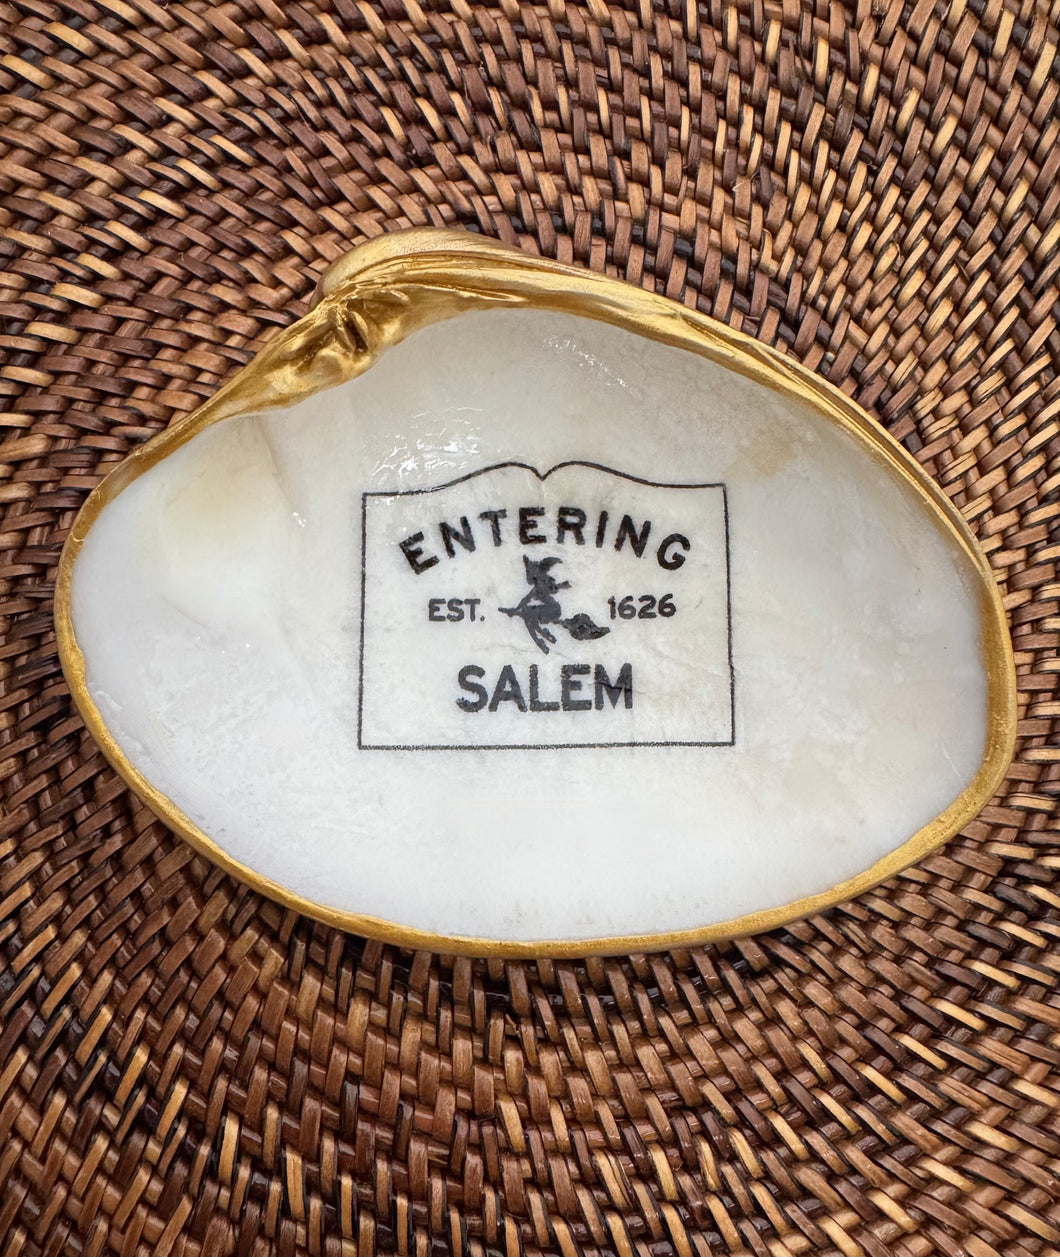 ENTERING
EST. 1626
SALEM